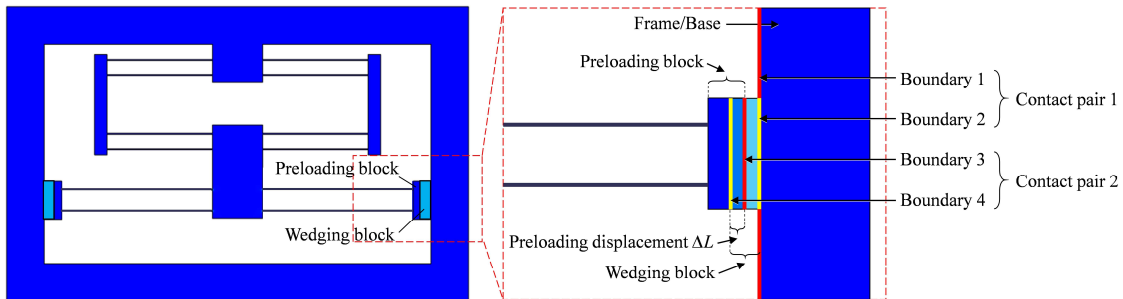 Preloading block
Wedging block
Frame/Base
Preloading block
Boundary 1
Boundary 2
Contact pair 1
Boundary 3
Boundary 4
Contact pair 2
Preloading displacement ΔL
Wedging block